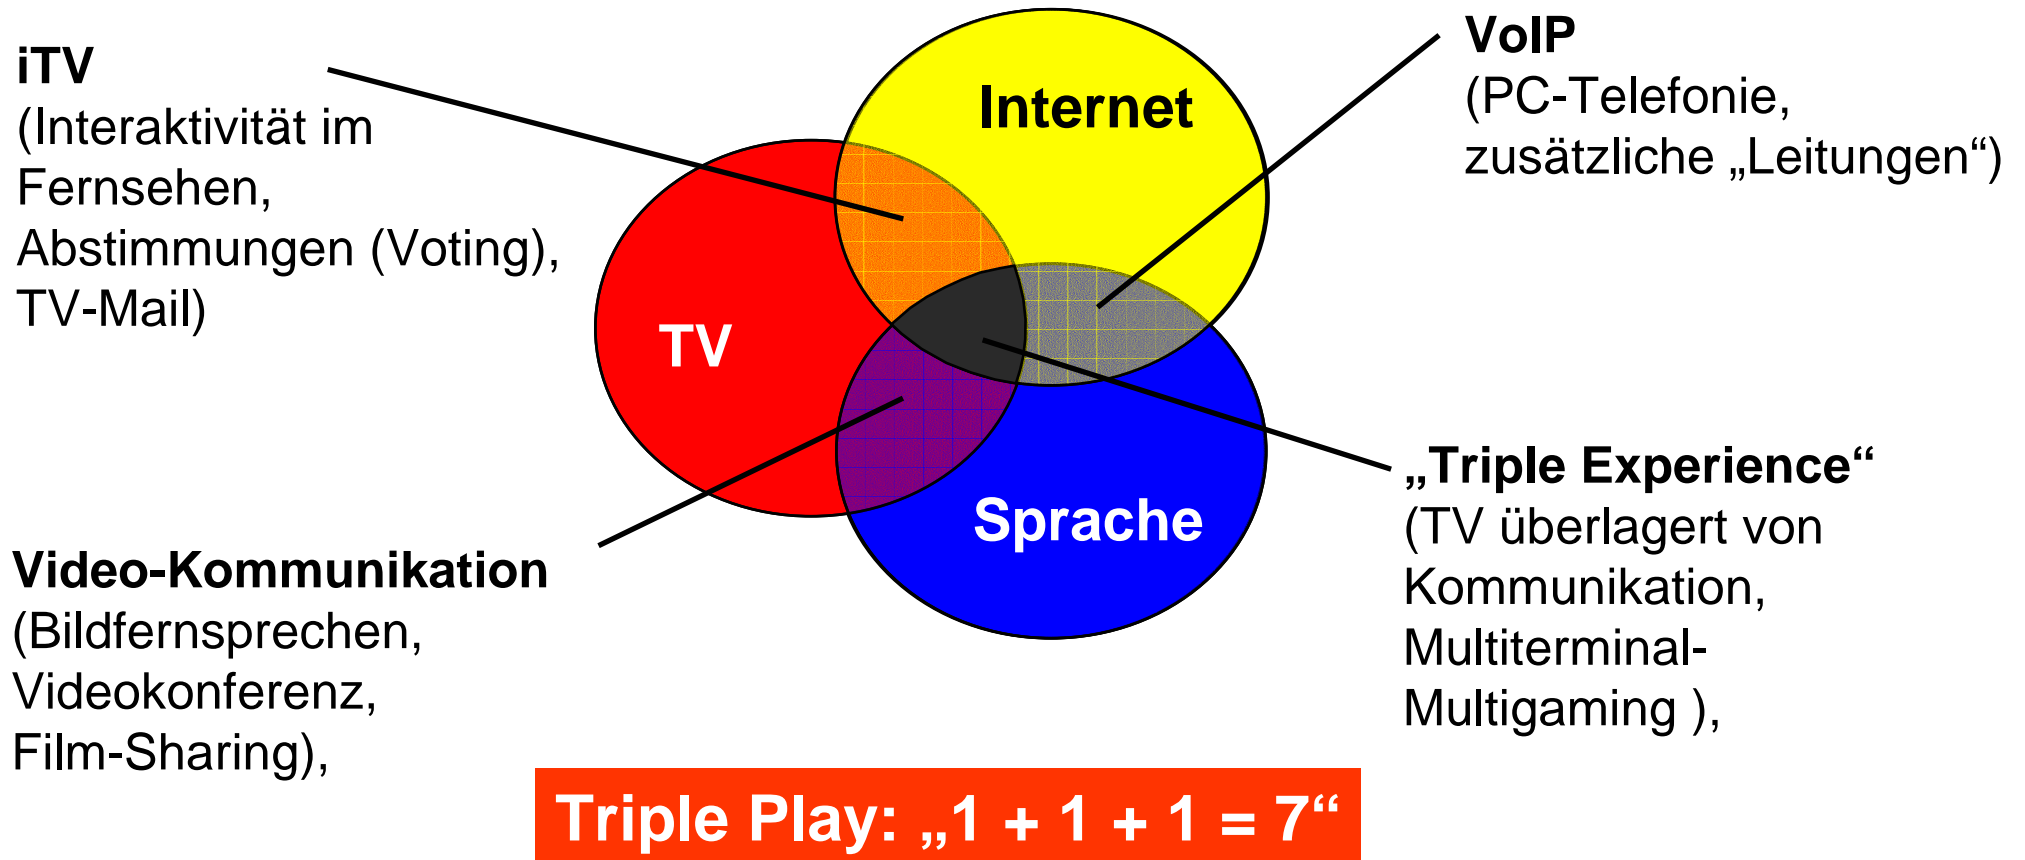 iTV
(Interaktivität im
Fernsehen,
Abstimmungen (Voting),
TV-Mail)
Internet
VoIP
(PC-Telefonie,
zusätzliche „Leitungen“)
TV
Sprache
Video-Kommunikation
(Bildfernsprechen,
Videokonferenz,
Film-Sharing),
„Triple Experience“
(TV überlagert von
Kommunikation,
Multiterminal-
Multigaming ),
Triple Play: „1 + 1 + 1 = 7“